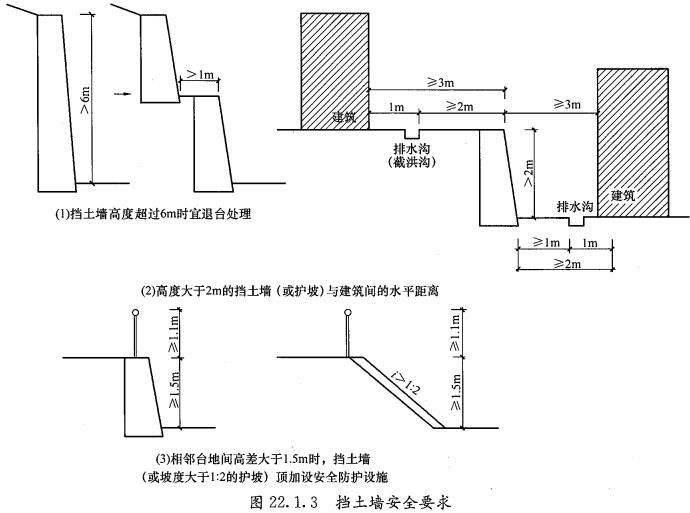 ＞6m
＞1m
(1)挡土墙高度超过6m时宜退台处理
≥3m
1m
≥2m
≥3m
建筑
排水沟
(截洪沟)
＞2m
建筑
排水沟
≥1m
1m
≥2m
(2)高度大于2m的挡土墙（或护坡）与建筑间的水平距离
≥1.1m
≥1.5m
i＞1:2
≥1.1m
≥1.5m
(3)相邻台地间高差大于1.5m时，挡土墙
（或坡度大于1:2的护坡）顶加设安全防护设施
图 22.1.3 挡土墙安全要求